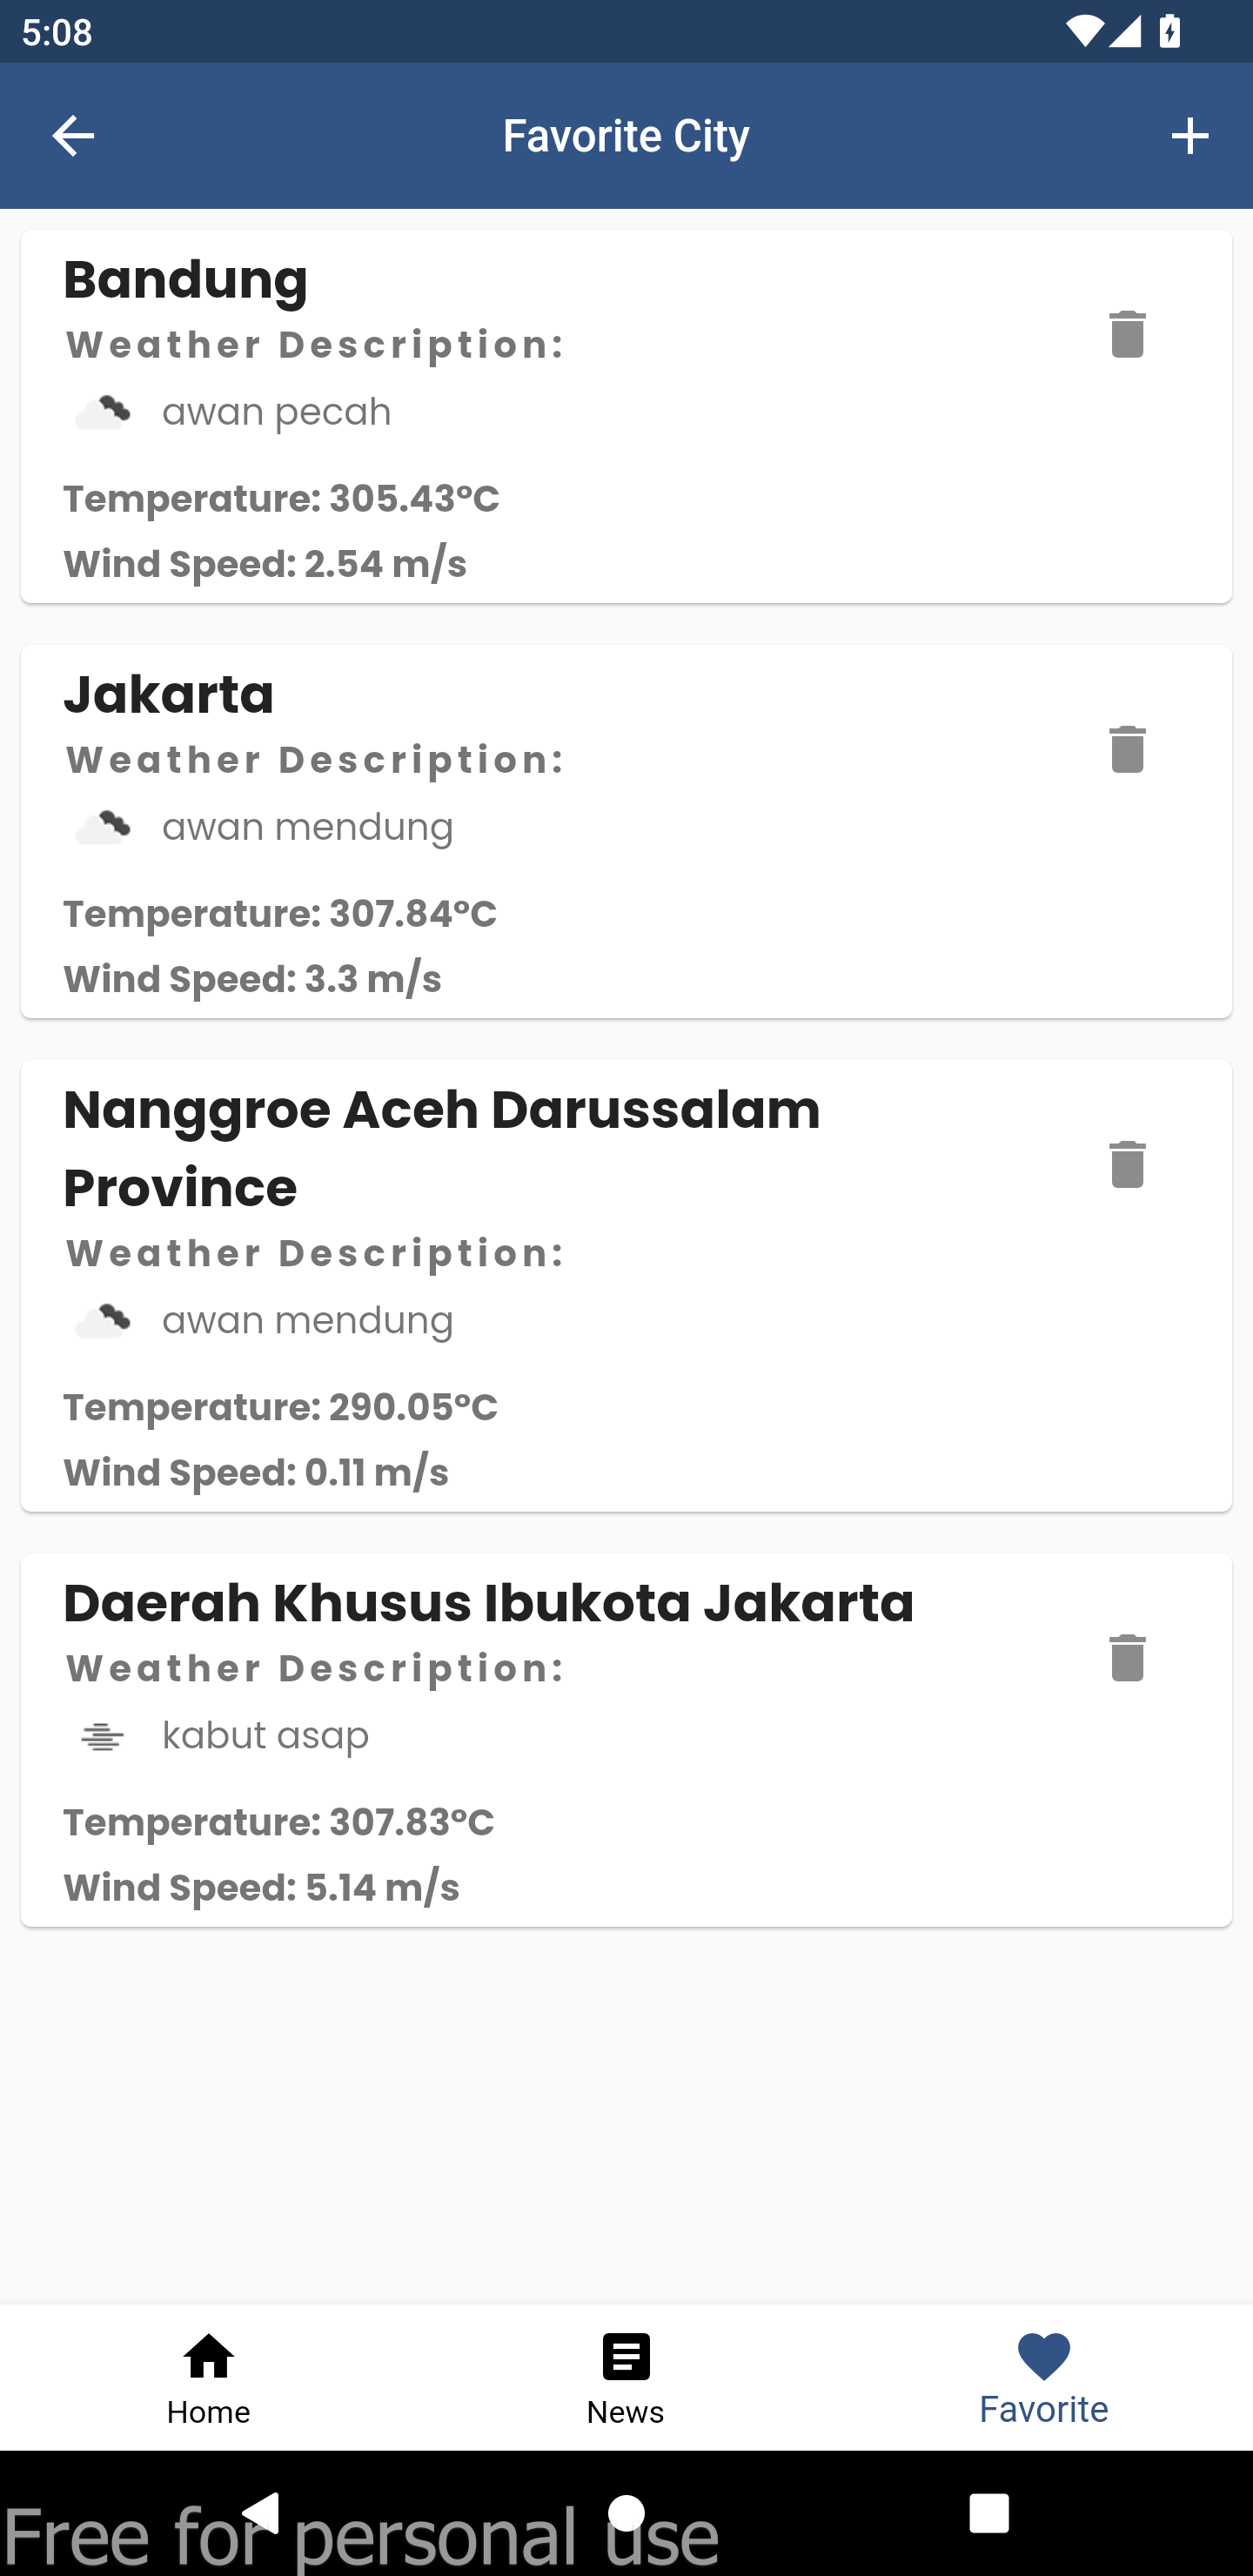 5:08
Favorite City
Bandung
Weather Description:
awan pecah
Temperature: 305.43°C
Wind Speed: 2.54 m/s
Jakarta
Weather Description:
awan mendung
Temperature: 307.84°C
Wind Speed: 3.3 m/s
Nanggroe Aceh Darussalam
Province
Weather Description:
awan mendung
Temperature: 290.05°C
Wind Speed: 0.11 m/s
Daerah Khusus Ibukota Jakarta
Weather Description:
kabut asap
Temperature: 307.83°C
Wind Speed: 5.14 m/s
Home
News
Favorite
Free for personal use